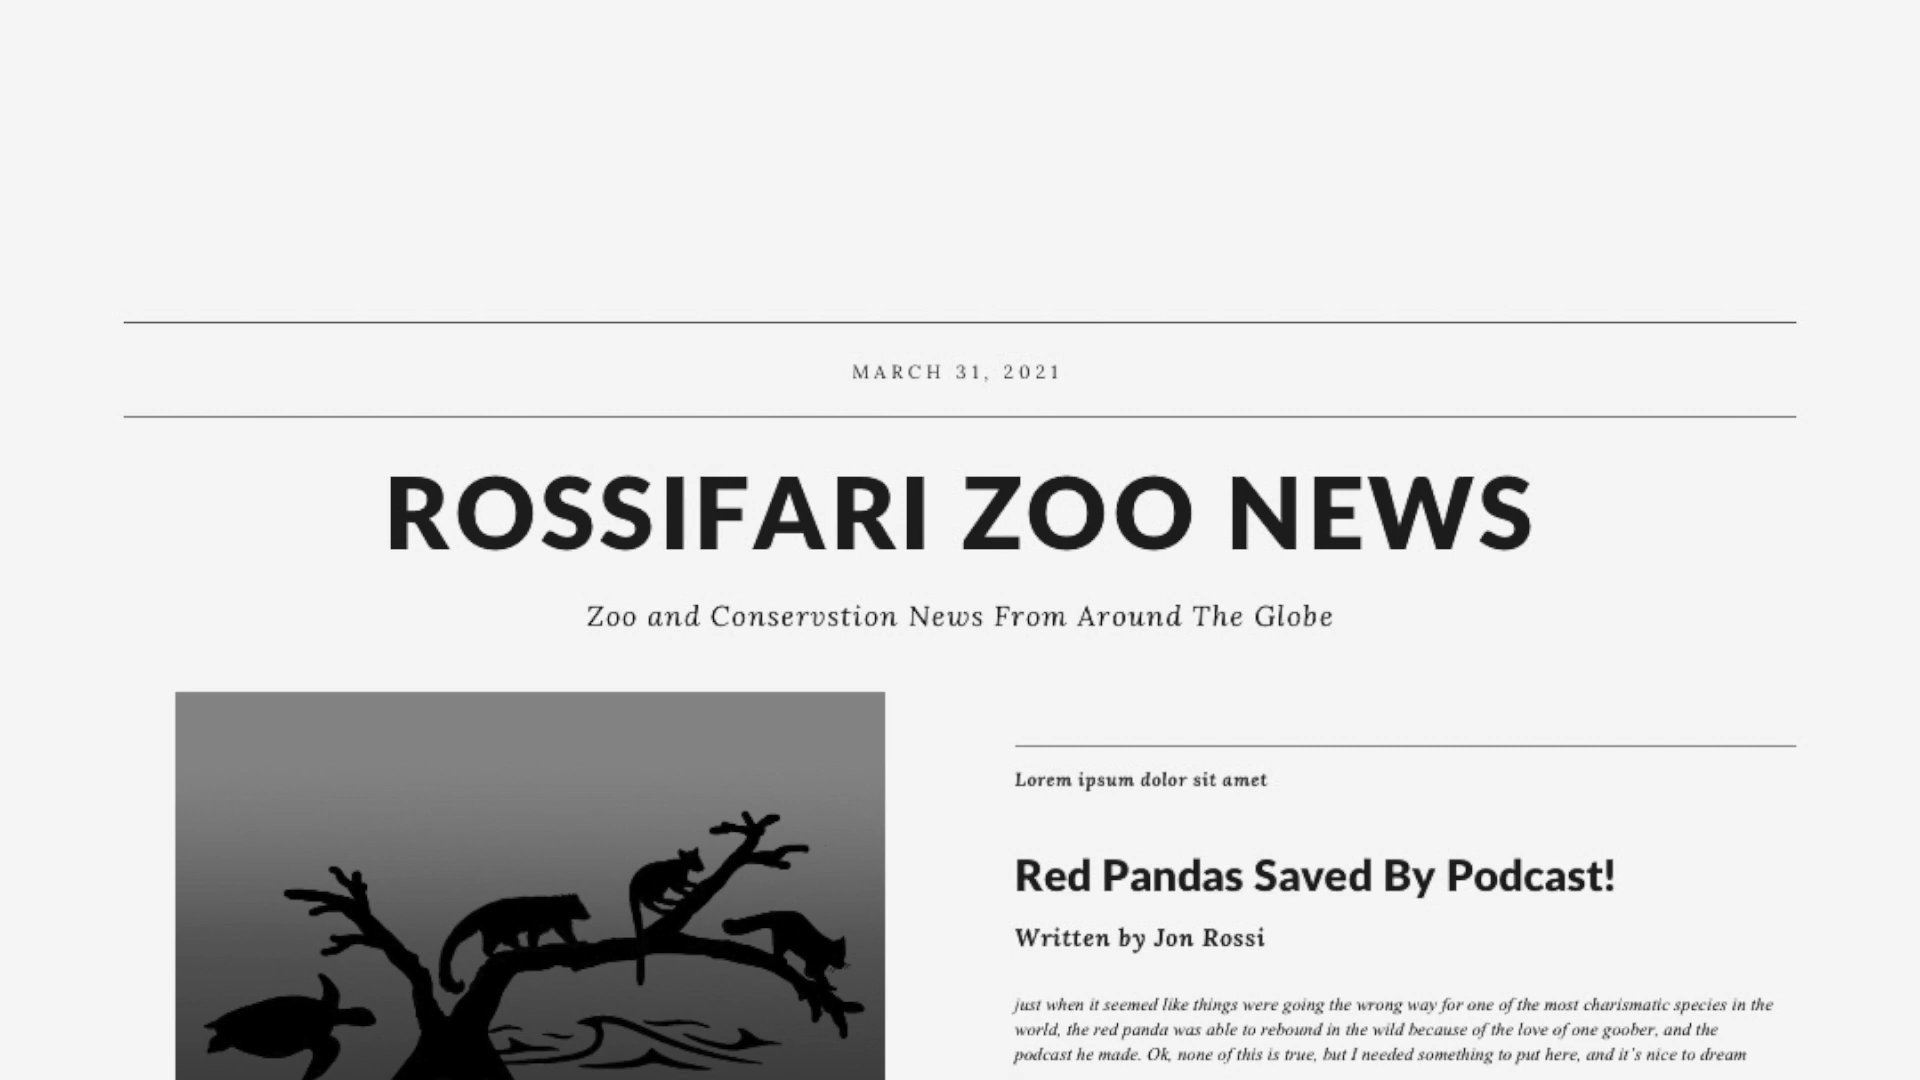 MARCH 31, 2021
ROSSIFARI ZOO NEWS
Zoo and Conservstion News From Around The Globe
Lorem ipsum dolor sit amet
Red Pandas Saved By Podcast!
Written by Jon Rossi
just when it seemed like things were going the wrong way for one of the most charismatic species in the
world, the red panda was able to rebound in the wild because of the love of one goober, and the
podcast he made. Ok, none of this is true, but I needed something to put here, and it's nice to dream